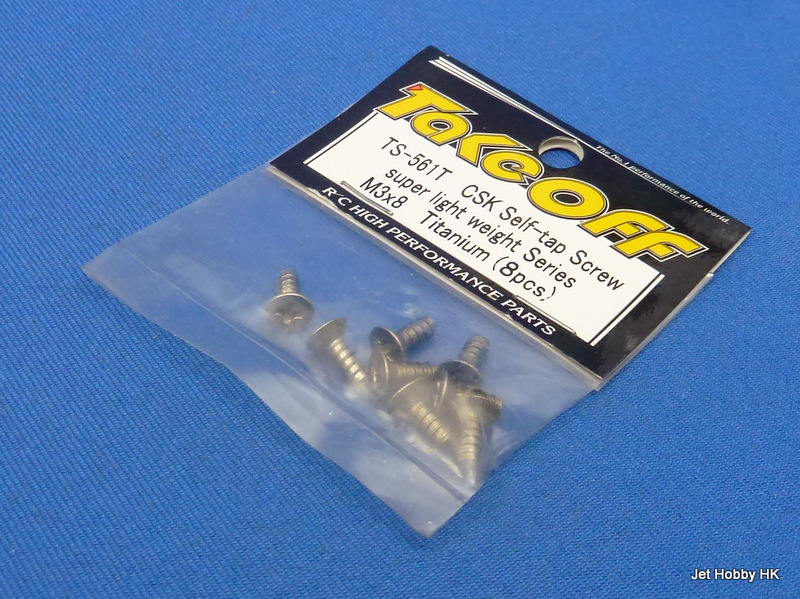 TakeOff
The No.1 performance of the world.
TS-561T CSK Self-tap Screw
super light weight Series
M3x8 Titanium (8pcs.)
R/C HIGH PERFORMANCE PARTS
Jet Hobby HK